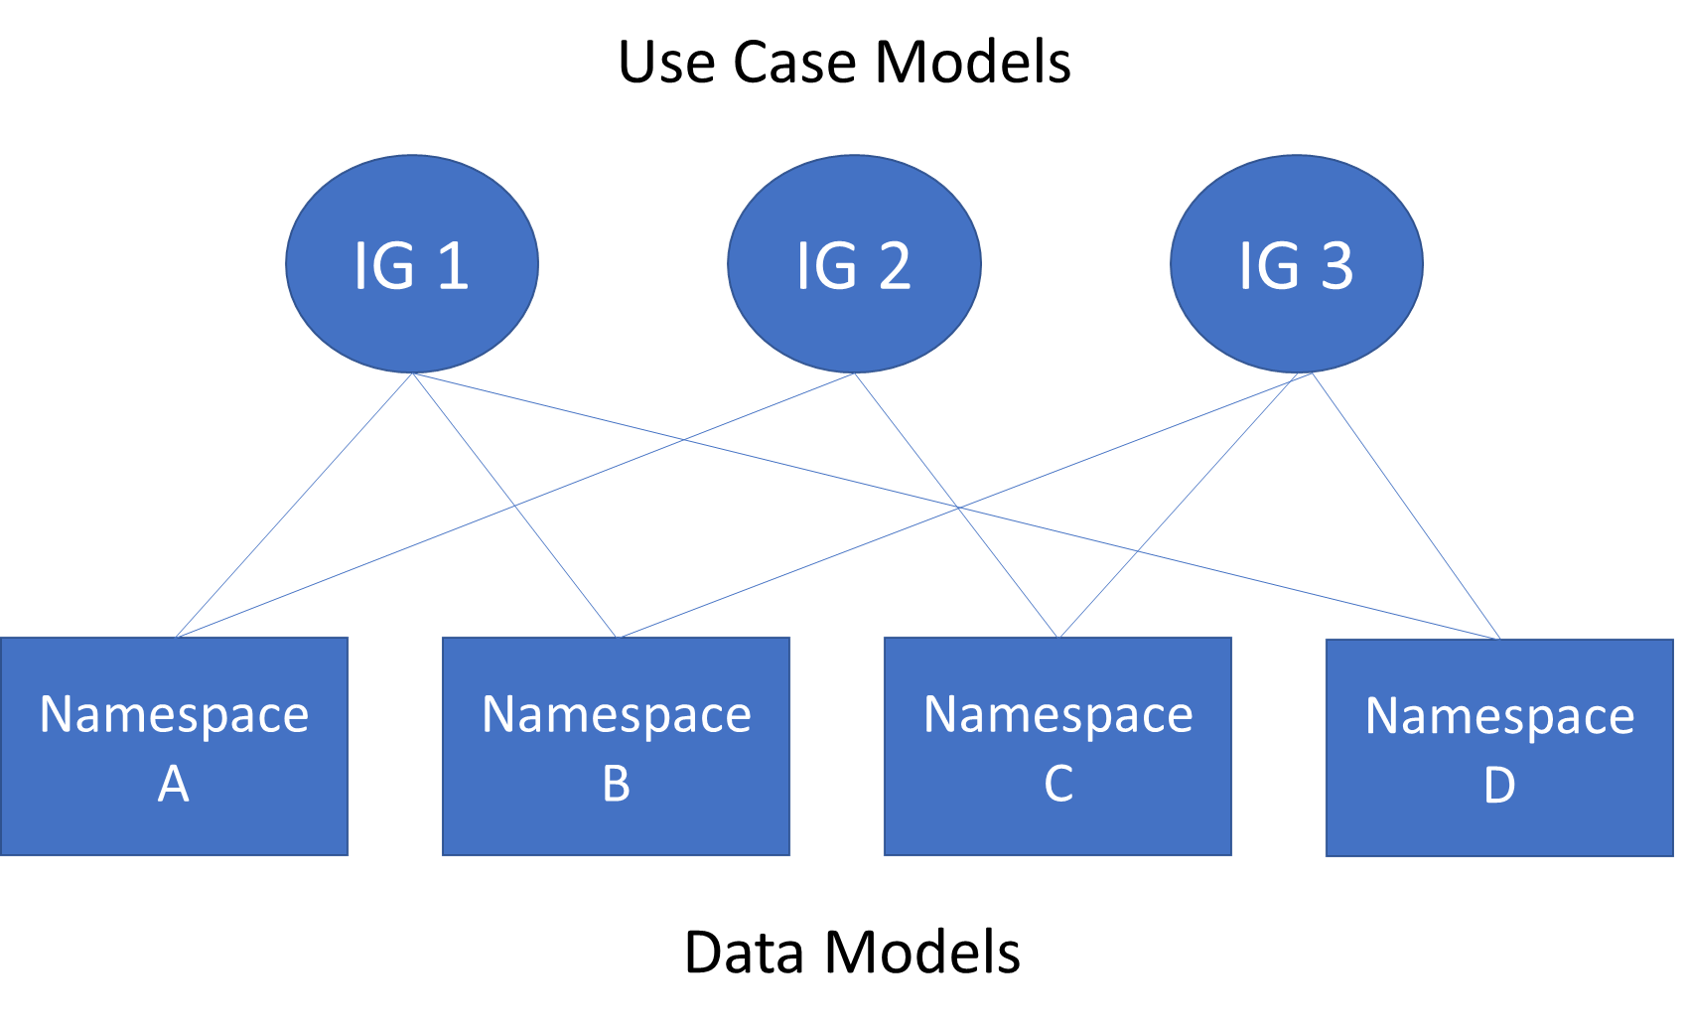 Use Case Models
IG 1
IG 2
IG 3
Namespace
A
Namespace
B
Namespace
C
Namespace
D
Data Models